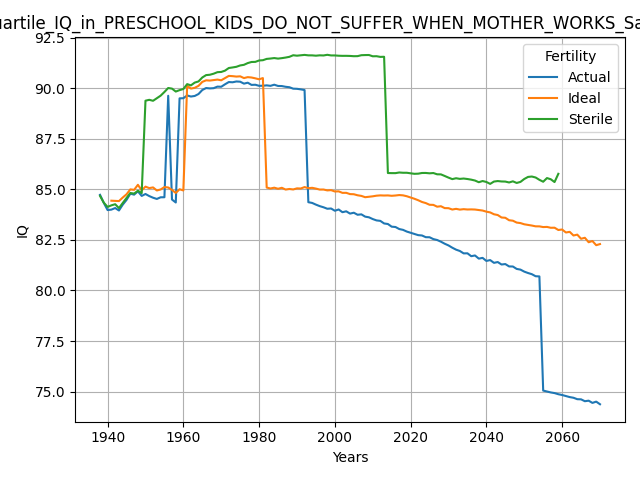 uartile_IQ_in_PRESCHOOL_KIDS_DO_NOT_SUFFER_WHEN_MOTHER_WORKS_Sa
92.5
90.0
87.5
85.0
82.5
80.0
77.5
75.0
IQ
Fertility
Actual
Ideal
Sterile
1940
1960
1980
2000
2020
2040
2060
Years